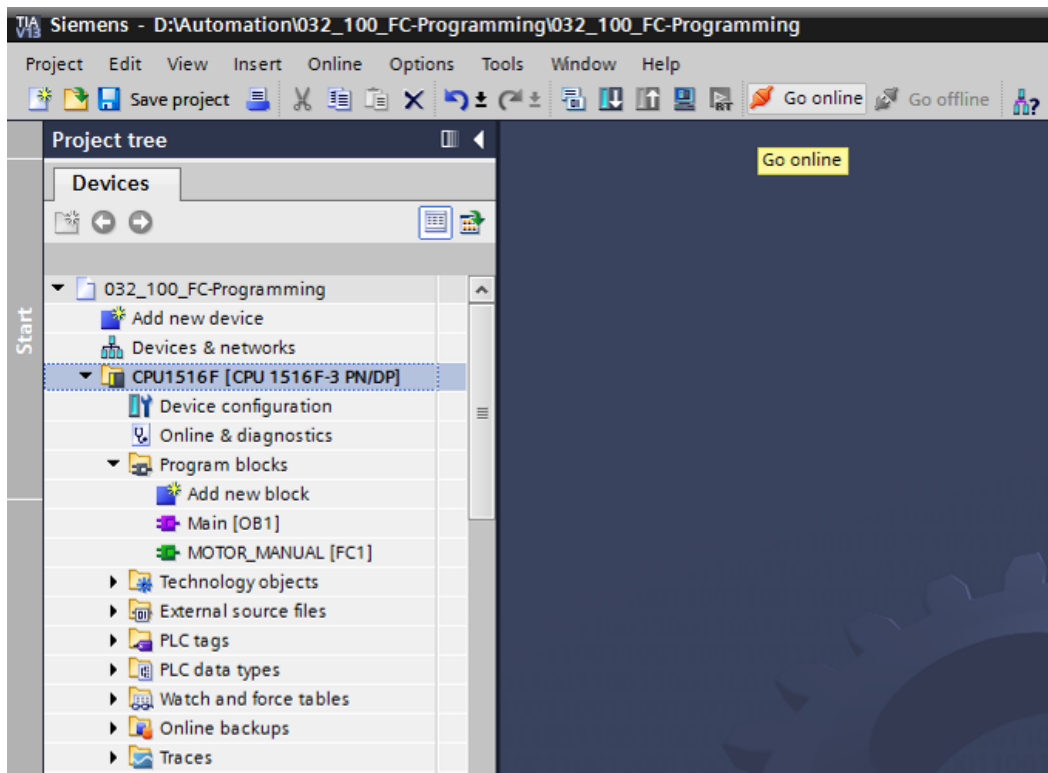 TIA V13 Siemens - D:\Automation\032_100_FC-Programming\032_100_FC-Programming
Project Edit View Insert Online Options Tools Window Help
Save project RT Go online Go offline
Project tree
Go online
Devices
032_100_FC-Programming
Add new device
Start
Devices & networks
CPU1516F [CPU 1516F-3 PN/DP]
Device configuration
Online & diagnostics
Program blocks
Add new block
Main [OB1]
MOTOR_MANUAL [FC1]
Technology objects
External source files
PLC tags
PLC data types
Watch and force tables
Online backups
Traces